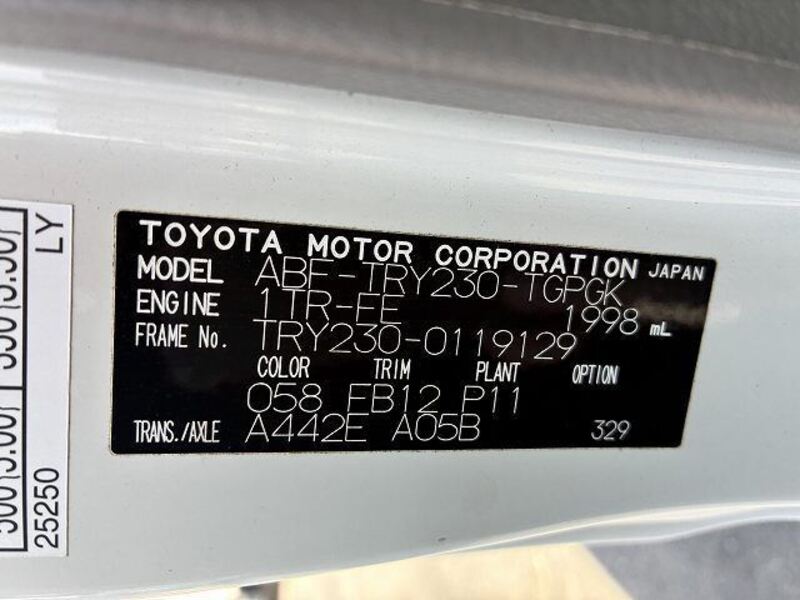 TOYOTA MOTOR CORPORATION JAPAN
MODEL ABF-TRY230-TGPGK
ENGINE 1TR-FE 1998 mL
FRAME No. TRY230-0119129
COLOR TRIM PLANT OPTION
058 FB12 P11
TRANS./AXLE A442E A05B 329
LY
25250